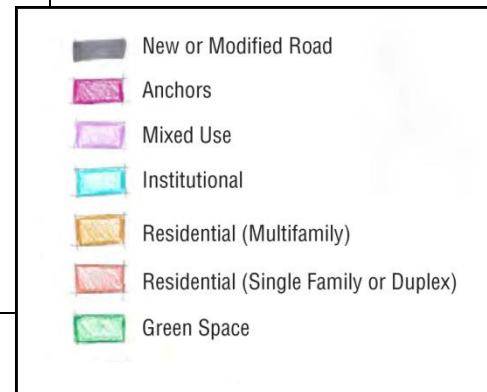 New or Modified Road
Anchors
Mixed Use
Institutional
Residential (Multifamily)
Residential (Single Family or Duplex)
Green Space